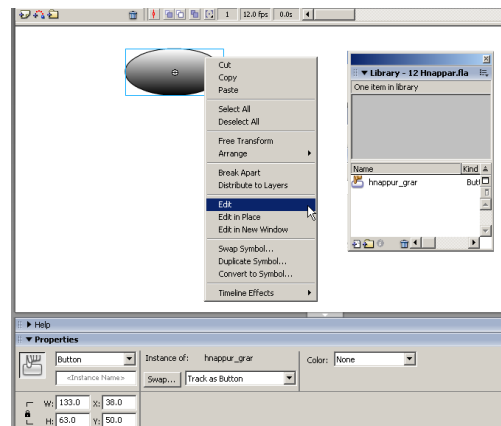 1 12.0 fps 0.0s
Cut
Copy
Paste
Select All
Deselect All
Free Transform
Arrange
Break Apart
Distribute to Layers
Edit
Edit in Place
Edit in New Window
Swap Symbol...
Duplicate Symbol...
Convert to Symbol...
Timeline Effects
Library - 12 Hnappar.fla
One item in library
Name Kind
hnappur_grar Butt
Help
Properties
Button Instance of: hnappur_grar Color: None
<Instance Name> Swap... Track as Button
W: 133.0 X: 38.0
H: 63.0 Y: 50.0